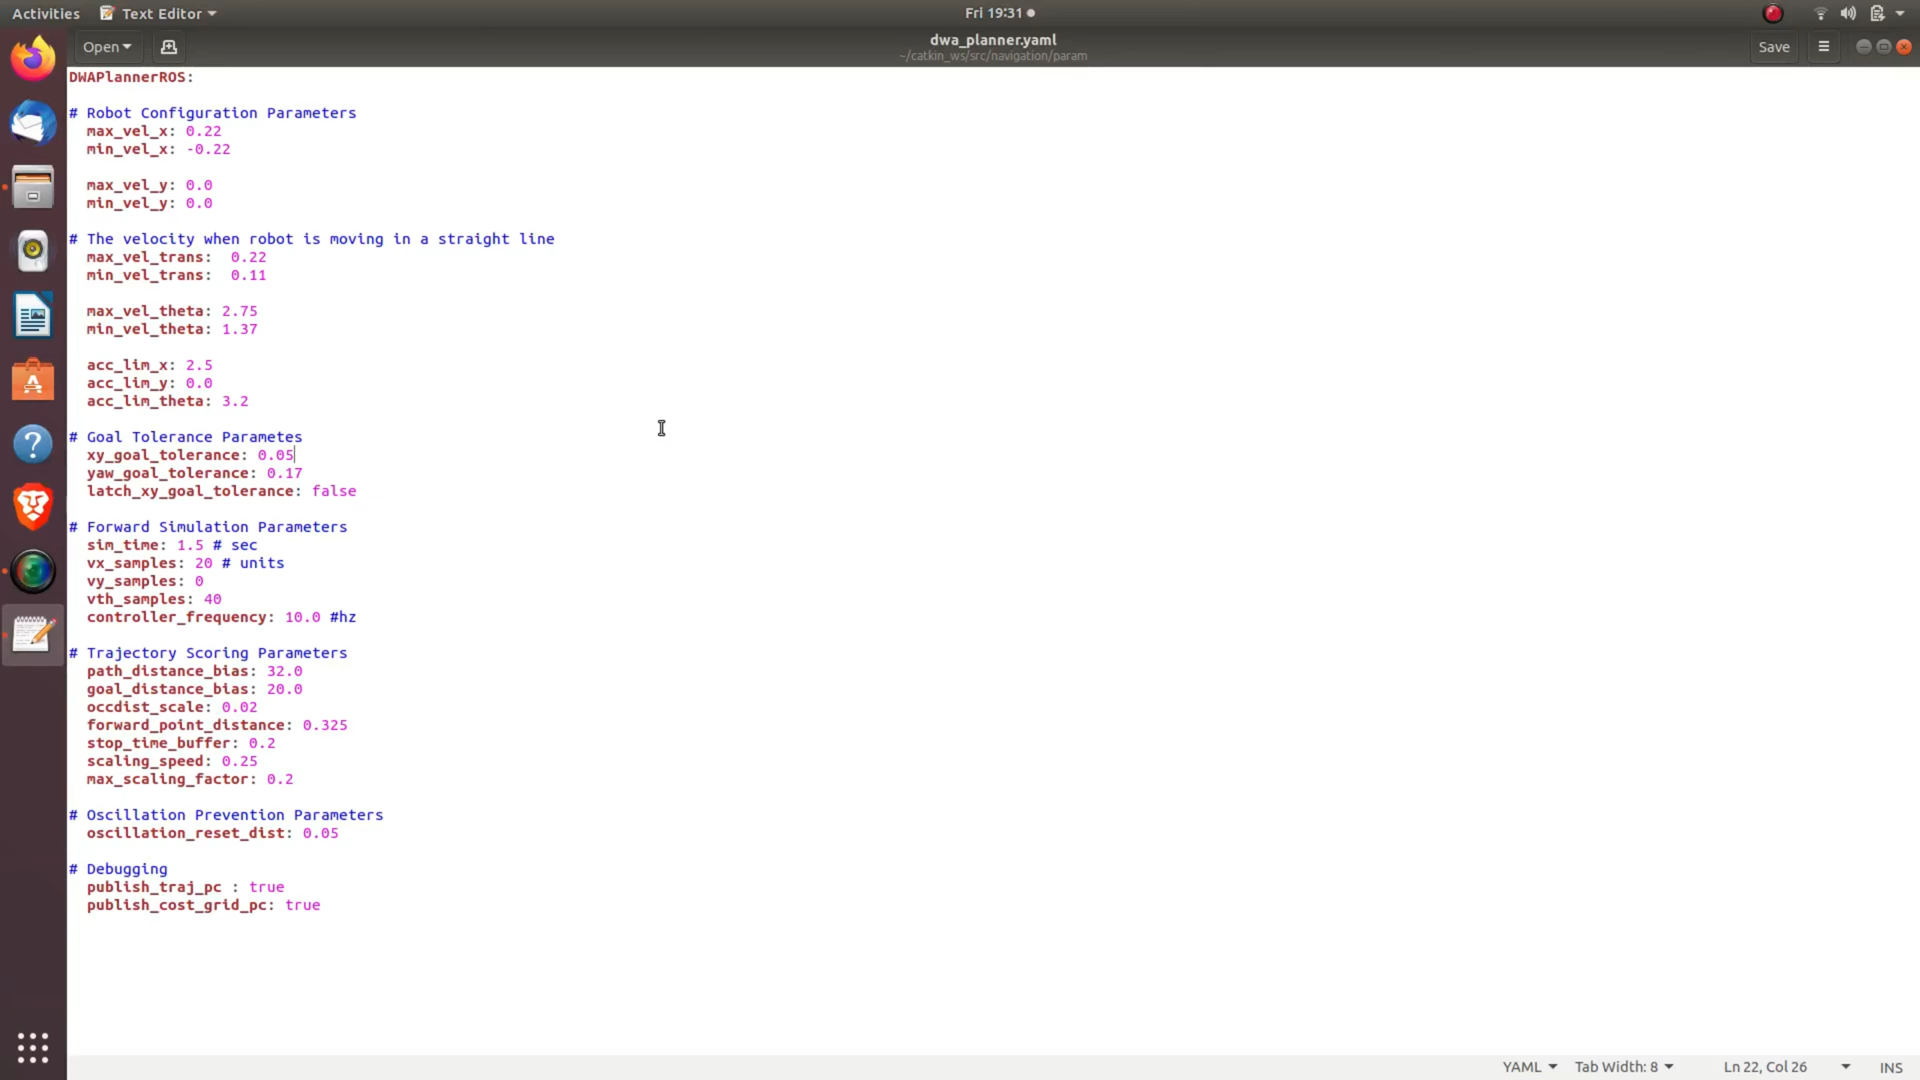 Activities Text Editor Fri 19:31
Open dwa_planner.yaml Save
~/catkin_ws/src/navigation/param
DWAPlannerROS:
# Robot Configuration Parameters
max_vel_x: 0.22
min_vel_x: -0.22
max_vel_y: 0.0
min_vel_y: 0.0
# The velocity when robot is moving in a straight line
max_vel_trans:  0.22
min_vel_trans:  0.11
max_vel_theta: 2.75
min_vel_theta: 1.37
acc_lim_x: 2.5
acc_lim_y: 0.0
acc_lim_theta: 3.2
# Goal Tolerance Parametes
xy_goal_tolerance: 0.05
yaw_goal_tolerance: 0.17
latch_xy_goal_tolerance: false
# Forward Simulation Parameters
sim_time: 1.5 # sec
vx_samples: 20 # units
vy_samples: 0
vth_samples: 40
controller_frequency: 10.0 #hz
# Trajectory Scoring Parameters
path_distance_bias: 32.0
goal_distance_bias: 20.0
occdist_scale: 0.02
forward_point_distance: 0.325
stop_time_buffer: 0.2
scaling_speed: 0.25
max_scaling_factor: 0.2
# Oscillation Prevention Parameters
oscillation_reset_dist: 0.05
# Debugging
publish_traj_pc : true
publish_cost_grid_pc: true
YAML Tab Width: 8 Ln 22, Col 26 INS